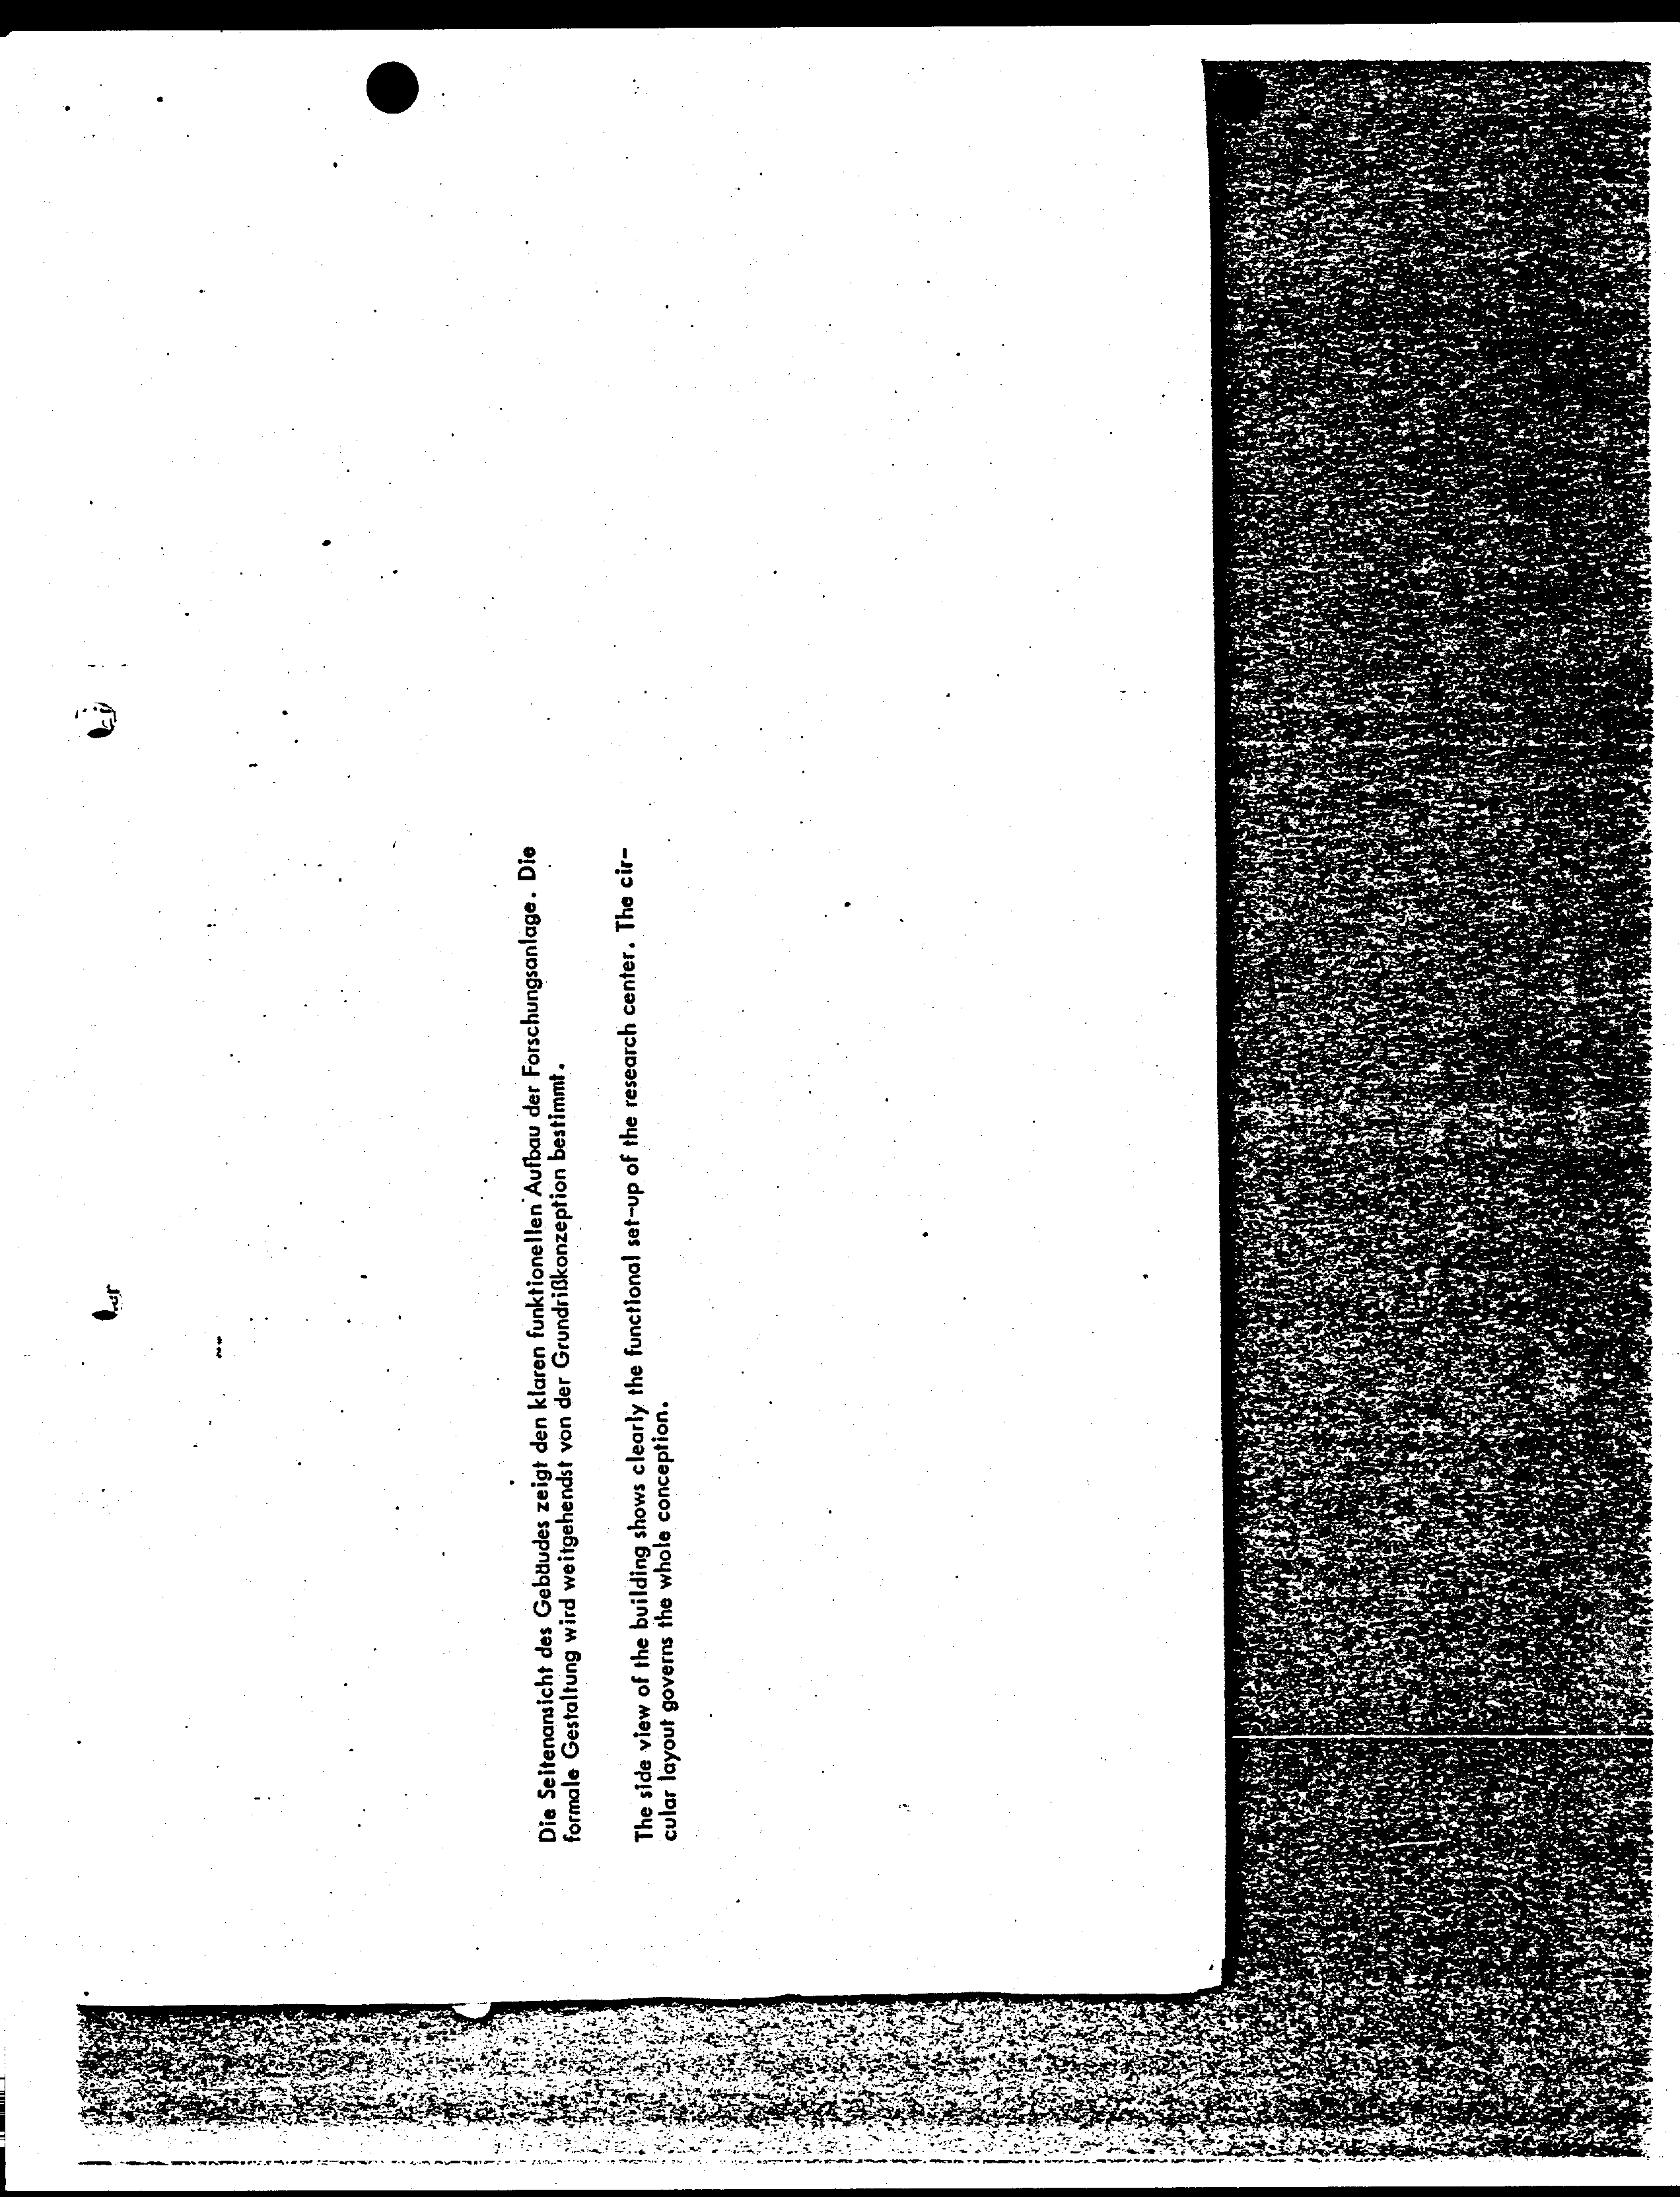 Die Seitenansicht des Gebäudes zeigt den klaren funktionellen Aufbau der Forschungsanlage. Die
formale Gestaltung wird weitgehendst von der Grundrißkonzeption bestimmt.
The side view of the building shows clearly the functional set-up of the research center. The cir-
cular layout governs the whole conception.